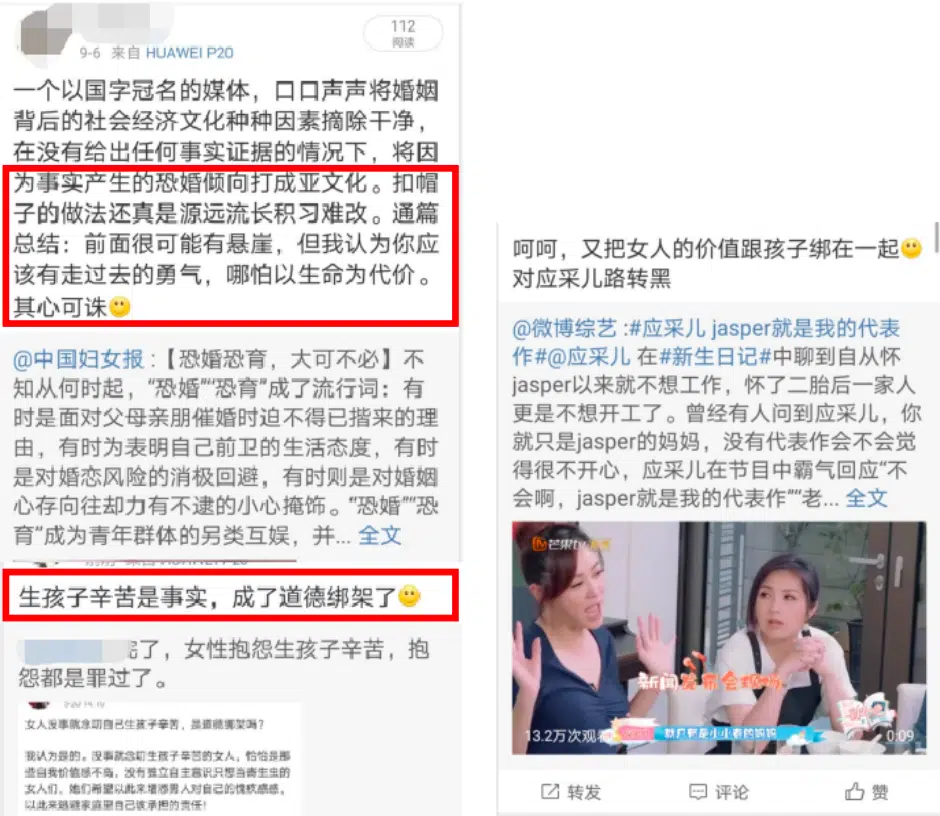 112
阅读
9-6 来自 HUAWEI P20
一个以国字冠名的媒体，口口声声将婚姻
背后的社会经济文化种种因素摘除干净，
在没有给出任何事实证据的情况下，将因
为事实产生的恐婚倾向打成亚文化。扣帽
子的做法还真是源远流长积习难改。通篇
总结：前面很可能有悬崖，但我认为你应
该有走过去的勇气，哪怕以生命为代价。
其心可诛
@中国妇女报：【恐婚恐育，大可不必】不
知从何时起，“恐婚”“恐育”成了流行词：有
时是面对父母亲朋催婚时迫不得已揩来的理
由，有时为表明自己前卫的生活态度，有时
是对婚恋风险的消极回避，有时则是对婚姻
心存向往却力有不逮的小心掩饰。“恐婚”“恐
育”成为青年群体的另类互娱，并... 全文
生孩子辛苦是事实，成了道德绑架了
完了，女性抱怨生孩子辛苦，抱
怨都是罪过了。
女人没事就念叨自己生孩子辛苦，是道德绑架吗？
我认为是的。没事就念叨生孩子辛苦的女人，恰恰是那
些自我价值感不高，没有独立自主意识只想当寄生虫的
女人们，她们希望以此来增添男人对自己的愧疚感，
以此来逃避家庭里自己该承担的责任！
呵呵，又把女人的价值跟孩子绑在一起
对应采儿路转黑
@微博综艺 :#应采儿 jasper就是我的代表
作#@应采儿 在#新生日记#中聊到自从怀
jasper以来就不想工作，怀了二胎后一家人
更是不想开工了。曾经有人问到应采儿，你
就只是jasper的妈妈，没有代表作会不会觉
得很不开心，应采儿在节目中霸气回应“不
会啊，jasper就是我的代表作”“老... 全文
芒果tv
新闻发布会现场
13.2万次观看
就只是小小春的妈妈
0:09
转发
评论
赞